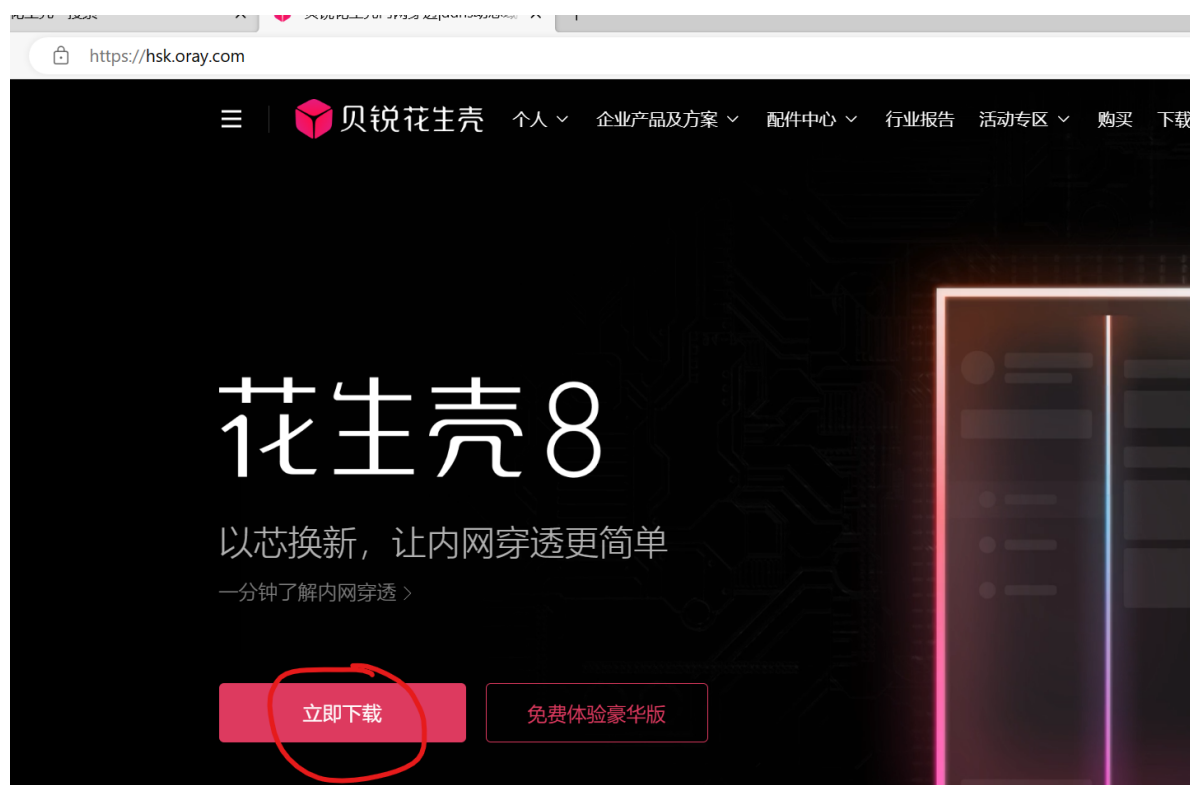 https://hsk.oray.com
贝锐花生壳 个人 企业产品及方案 配件中心 行业报告 活动专区 购买 下载
花生壳8
以芯换新，让内网穿透更简单
一分钟了解内网穿透
立即下载 免费体验豪华版